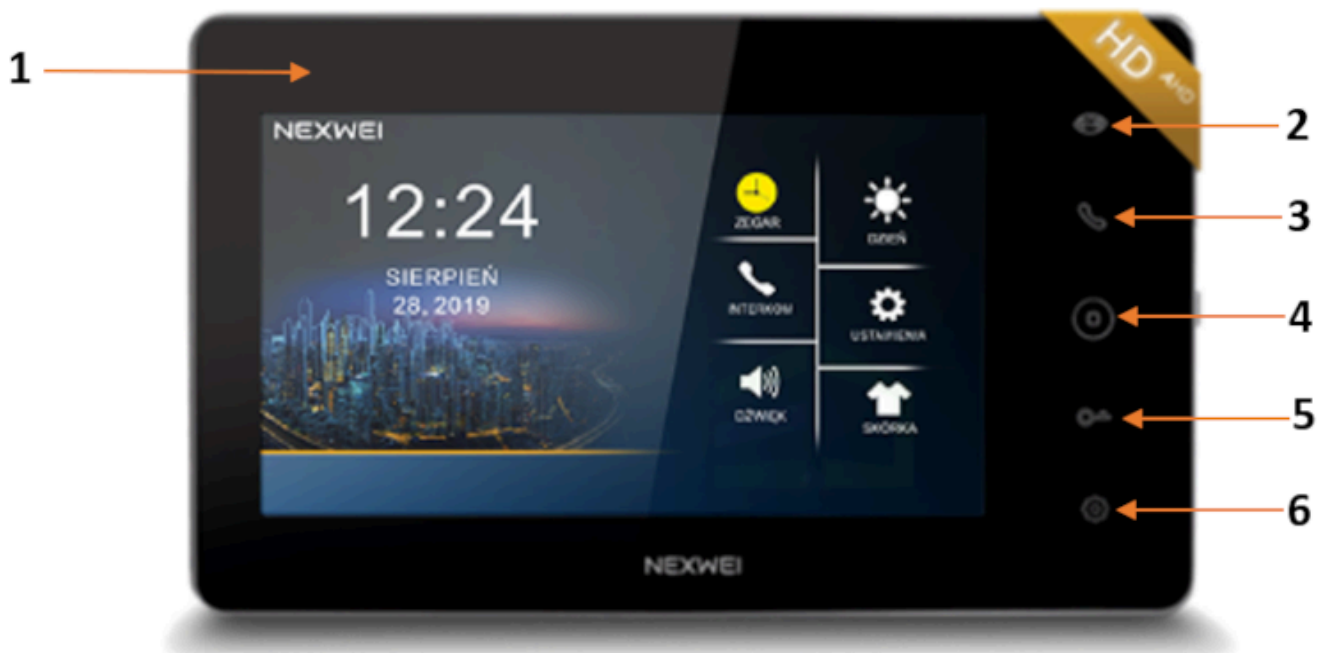 1
HD AHD
2
NEXWEI
12:24
SIERPIEŃ
28, 2019
ZEGAR
DZIEŃ
INTERKOM
USTAWIENIA
DŹWIĘK
SKÓRKA
3
4
5
6
NEXWEI